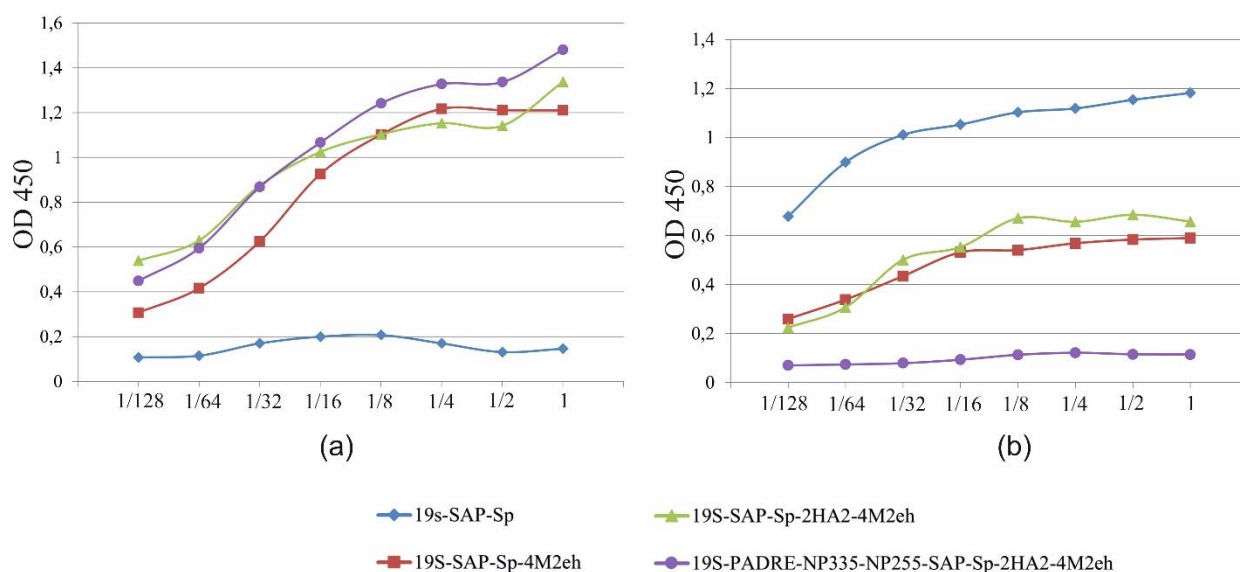 1,6
1,4
1,2
1
0,8
0,6
0,4
0,2
0
OD 450
1/128 1/64 1/32 1/16 1/8 1/4 1/2 1
(a)
1,4
1,2
1
0,8
0,6
0,4
0,2
0
OD 450
1/128 1/64 1/32 1/16 1/8 1/4 1/2 1
(b)
19s-SAP-Sp
19S-SAP-Sp-2HA2-4M2eh
19S-SAP-Sp-4M2eh
19S-PADRE-NP335-NP255-SAP-Sp-2HA2-4M2eh